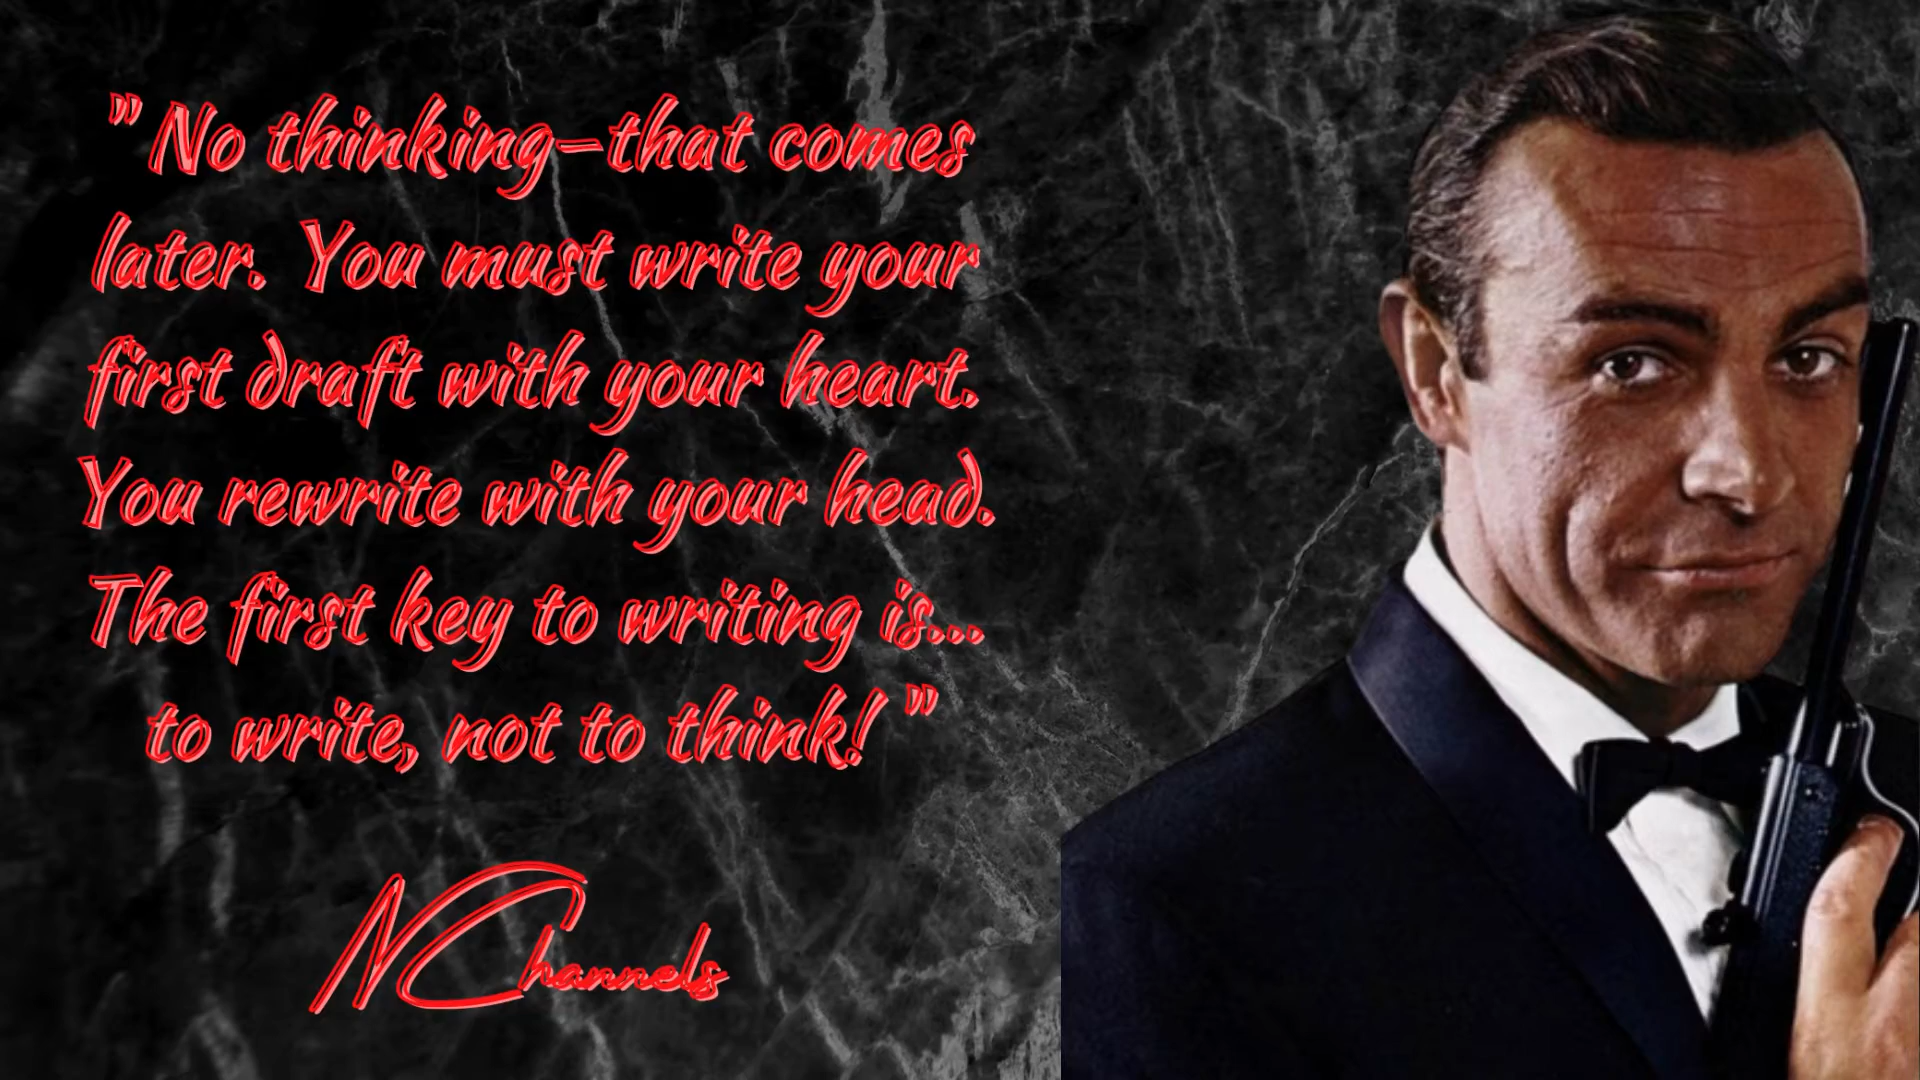 "No thinking–that comes
later. You must write your
first draft with your heart.
You rewrite with your head.
The first key to writing is...
to write, not to think!"
NChannels